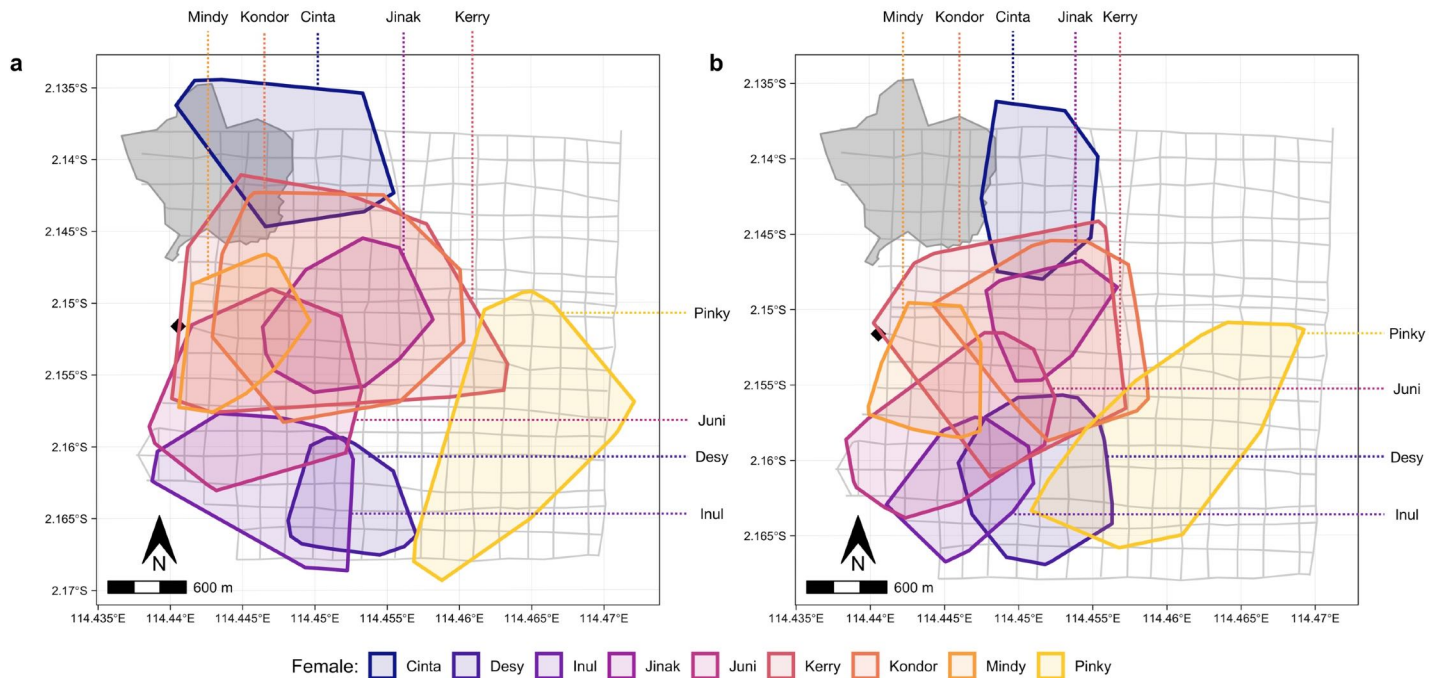 Mindy Kondor Cinta Jinak Kerry
a
2.135°S
2.14°S
2.145°S
2.15°S
2.155°S
2.16°S
2.165°S
2.17°S
Pinky
Juni
Desy
Inul
N
600 m
114.435°E 114.44°E 114.445°E 114.45°E 114.455°E 114.46°E 114.465°E 114.47°E
Mindy Kondor Cinta Jinak Kerry
b
2.135°S
2.14°S
2.145°S
2.15°S
2.155°S
2.16°S
2.165°S
Pinky
Juni
Desy
Inul
N
600 m
114.435°E 114.44°E 114.445°E 114.45°E 114.455°E 114.46°E 114.465°E 114.47°E
Female: Cinta Desy Inul Jinak Juni Kerry Kondor Mindy Pinky